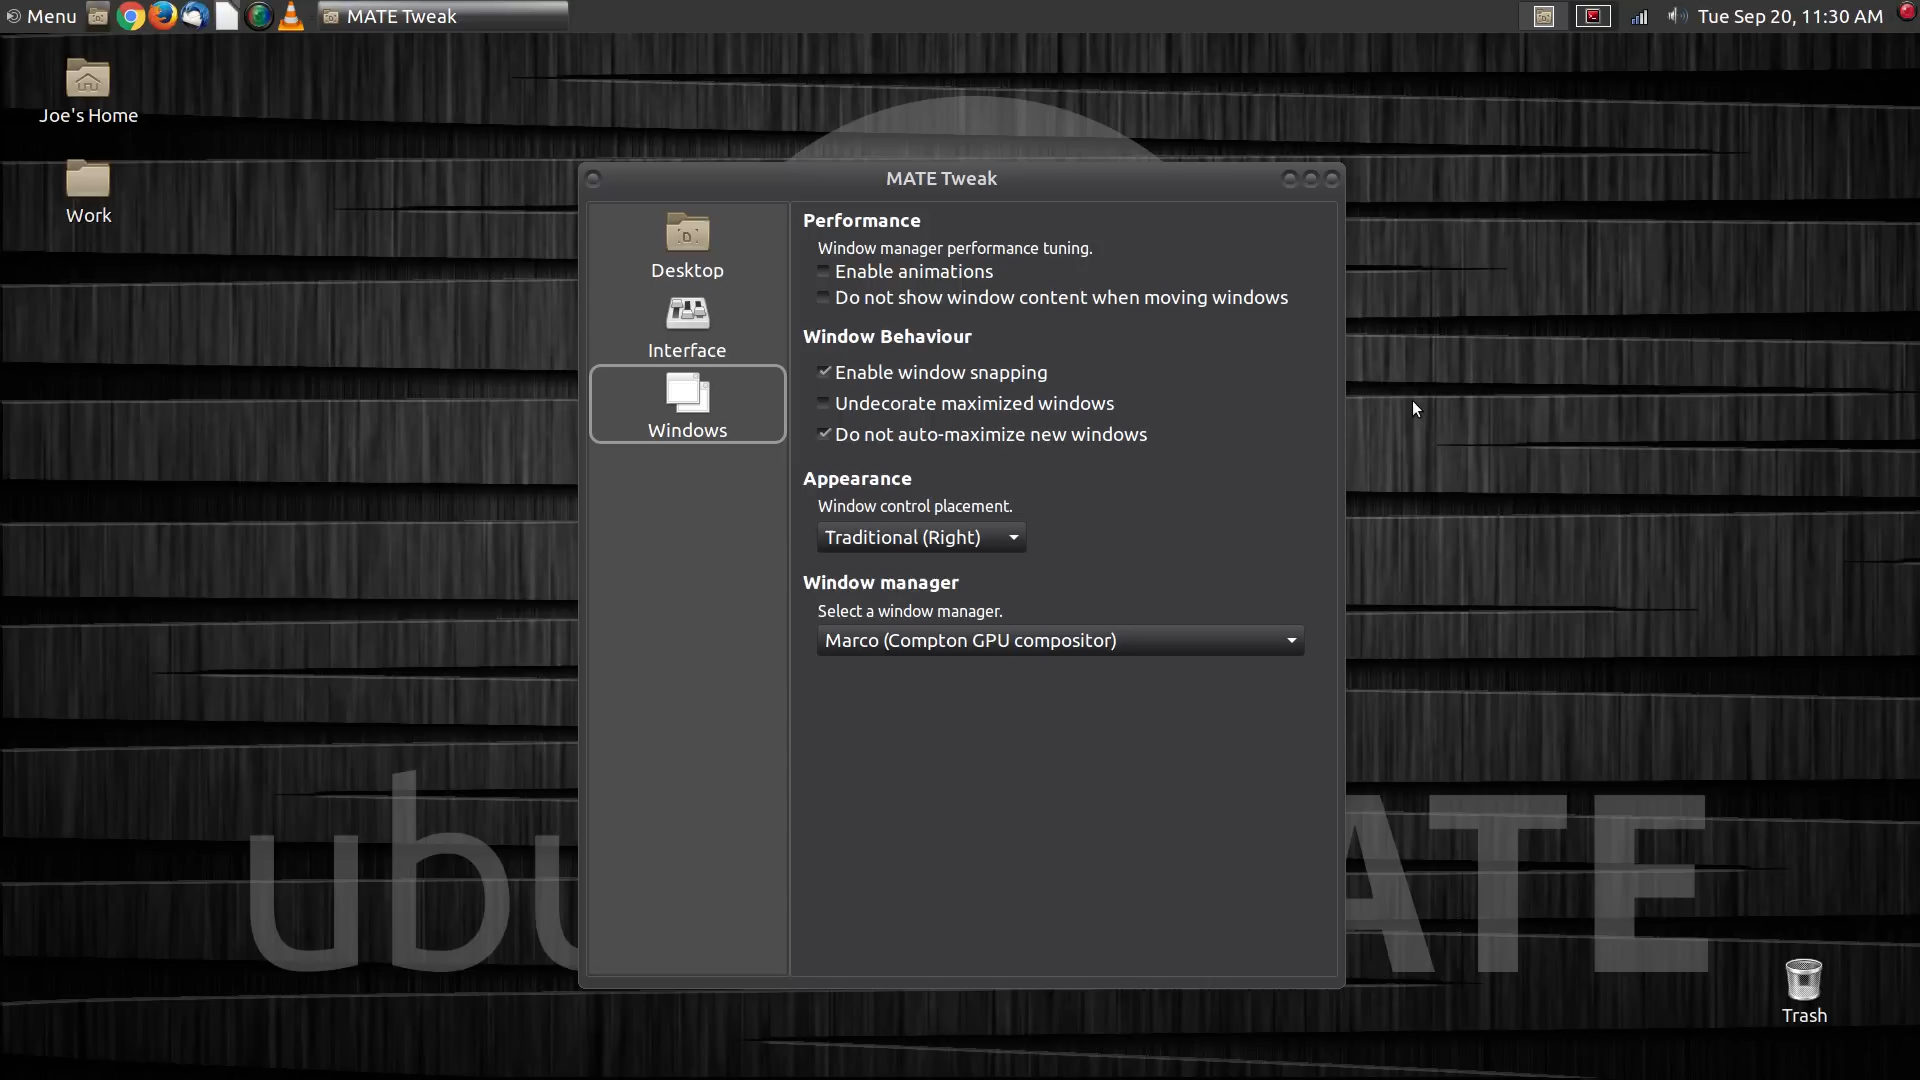 Menu
MATE Tweak
Tue Sep 20, 11:30 AM
Joe's Home
Work
MATE Tweak
Desktop
Interface
Windows
Performance
Window manager performance tuning.
Enable animations
Do not show window content when moving windows
Window Behaviour
Enable window snapping
Undecorate maximized windows
Do not auto-maximize new windows
Appearance
Window control placement.
Traditional (Right)
Window manager
Select a window manager.
Marco (Compton GPU compositor)
ubu ATE
Trash